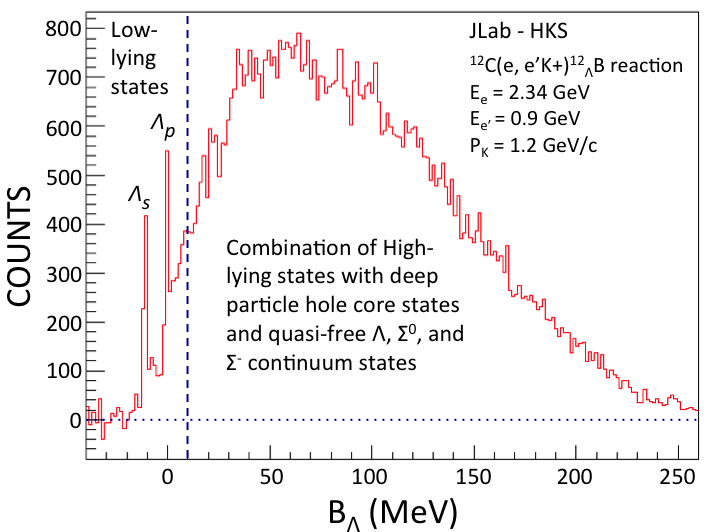 Low-
lying
states
JLab - HKS
¹²C(e, e’K+)¹²ΛB reaction
Eₑ = 2.34 GeV
Eₑ’ = 0.9 GeV
P_K = 1.2 GeV/c
Λₚ
Λₛ
Combination of High-
lying states with deep
particle hole core states
and quasi-free Λ, Σ⁰, and
Σ⁻ continuum states
COUNTS
800
700
600
500
400
300
200
100
0
0 50 100 150 200 250
B_Λ (MeV)